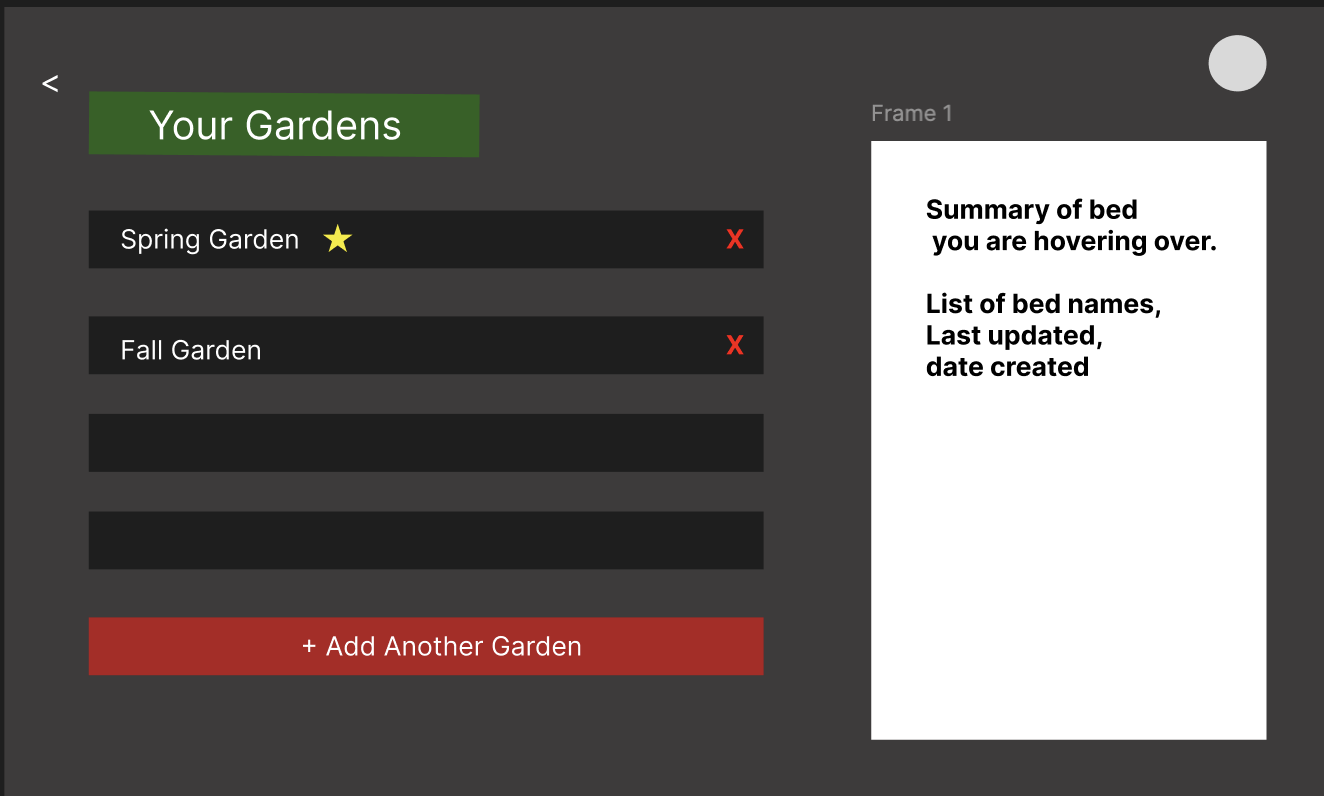 <
Your Gardens
Spring Garden X
Fall Garden X
+ Add Another Garden
Frame 1
Summary of bed
you are hovering over.
List of bed names,
Last updated,
date created